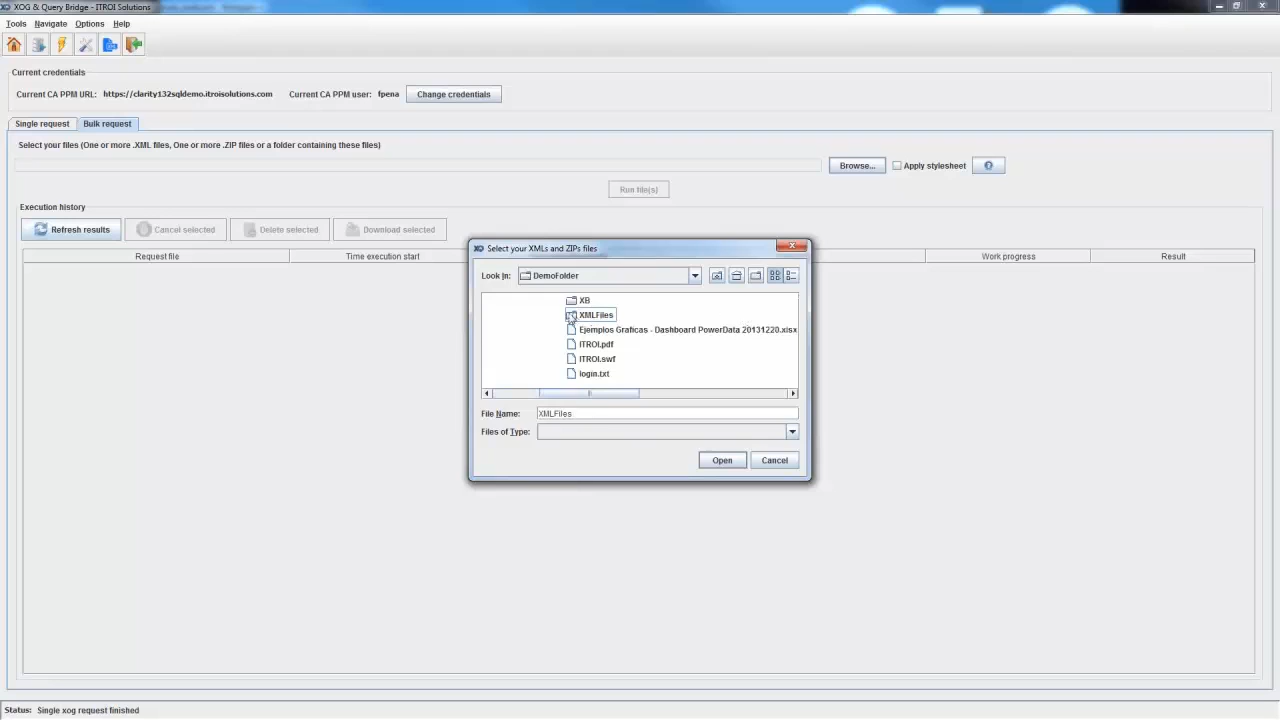 XOG & Query Bridge - ITROI Solutions
Tools Navigate Options Help
Current credentials
Current CA PPM URL: https://clarity132sqldemo.itroisolutions.com Current CA PPM user: fpena Change credentials
Single request Bulk request
Select your files (One or more .XML files, One or more .ZIP files or a folder containing these files)
Browse... Apply stylesheet
Run file(s)
Execution history
Refresh results Cancel selected Delete selected Download selected
Request file Time execution start Work progress Result
Select your XMLs and ZIPs files
Look In: DemoFolder
XB
XMLFiles
Ejemplos Graficas - Dashboard PowerData 20131220.xlsx
ITROI.pdf
ITROI.swf
login.txt
File Name: XMLFiles
Files of Type:
Open Cancel
Status: Single xog request finished